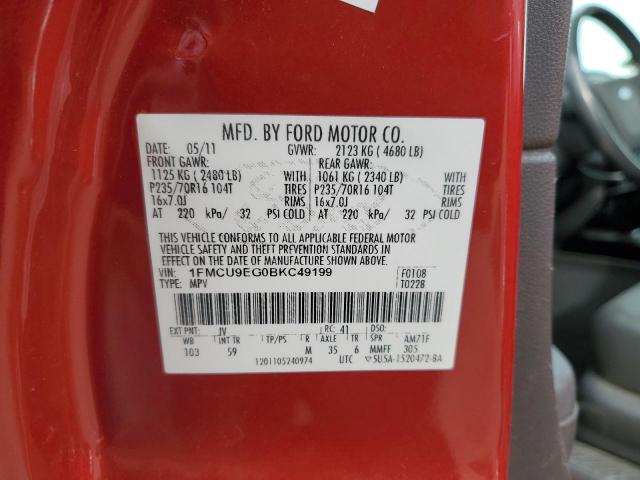 MFD. BY FORD MOTOR CO.
DATE: 05/11 GVWR: 2123 KG ( 4680 LB)
FRONT GAWR: REAR GAWR:
1125 KG ( 2480 LB) WITH 1061 KG ( 2340 LB) WITH
P235/70R16 104T TIRES P235/70R16 104T TIRES
16x7.0J RIMS 16x7.0J RIMS
AT 220 kPa/ 32 PSI COLD AT 220 kPa/ 32 PSI COLD
THIS VEHICLE CONFORMS TO ALL APPLICABLE FEDERAL MOTOR
VEHICLE SAFETY AND THEFT PREVENTION STANDARDS IN
EFFECT ON THE DATE OF MANUFACTURE SHOWN ABOVE.
VIN: 1FMCU9EG0BKC49199 F0108
TYPE: MPV T0228
EXT PNT: JV RC: 41 DSO:
WB INT TR TP/PS R AXLE TR SPR AM71F
103 59 M 35 6 MMFF 305
1201105240974 UTC 5U5A-1520472-BA